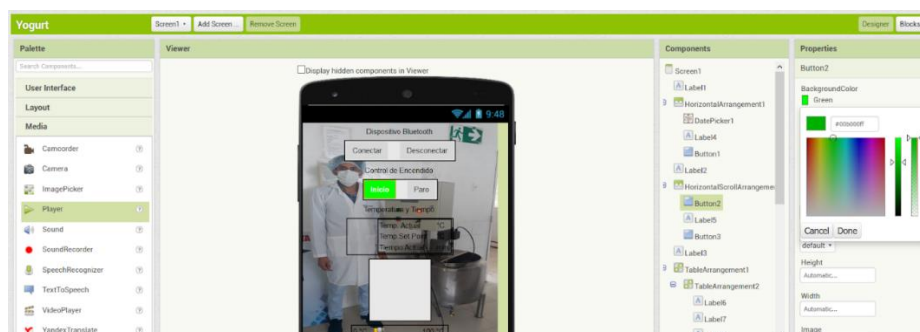 Yogurt
Screen1
Add Screen ...
Remove Screen
Designer
Blocks
Palette
Viewer
Components
Properties
Search Components...
User Interface
Layout
Media
Camcorder
Camera
ImagePicker
Player
Sound
SoundRecorder
SpeechRecognizer
TextToSpeech
VideoPlayer
YandexTranslate
Display hidden components in Viewer
9:48
Dispositivo Bluetooth
Conectar
Desconectar
Control de Encendido
Inicio
Para
Temperatura y Tempo
Temp. Actual °C
Temp.Set Point
Tiempo Activo
Screen1
Label1
HorizontalArrangement1
DatePicker1
Label4
Button1
Label2
HorizontalScrollArrangeme
Button2
Label5
Button3
Label3
TableArrangement1
TableArrangement2
Label6
Label7
Button2
BackgroundColor
Green
Cancel
Done
default
Height
Automatic...
Width
Automatic...
Image